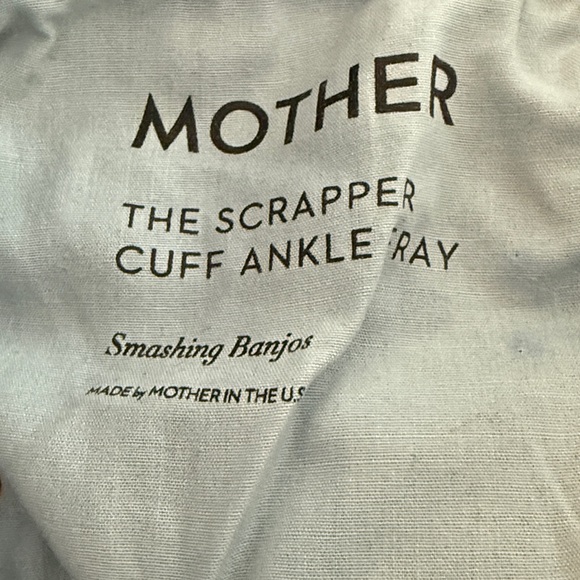 MOTHER
THE SCRAPPER
CUFF ANKLE FRAY
Smashing Banjos
MADE by MOTHER IN THE U.S